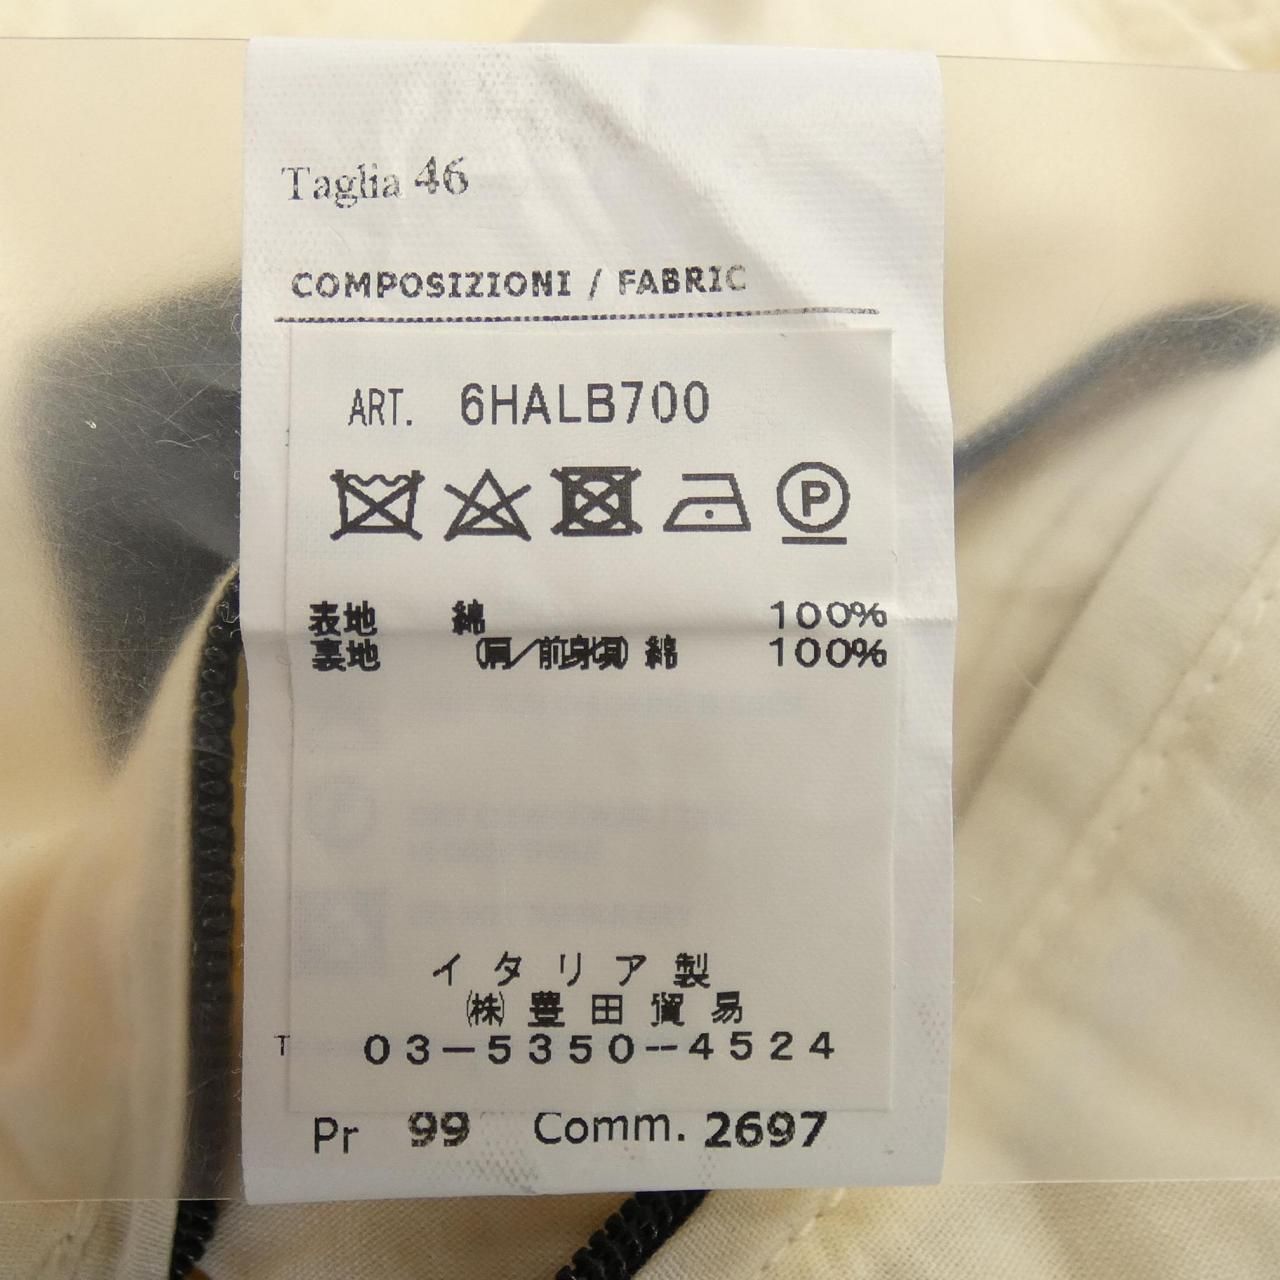 Taglia 46
COMPOSIZIONI / FABRIC
ART. 6HALB700
P
表地 綿 100%
裏地 (肩/前身頃) 綿 100%
イタリア製
㈱豊田貿易
T 03-5350-4524
Pr 99 Comm. 2697